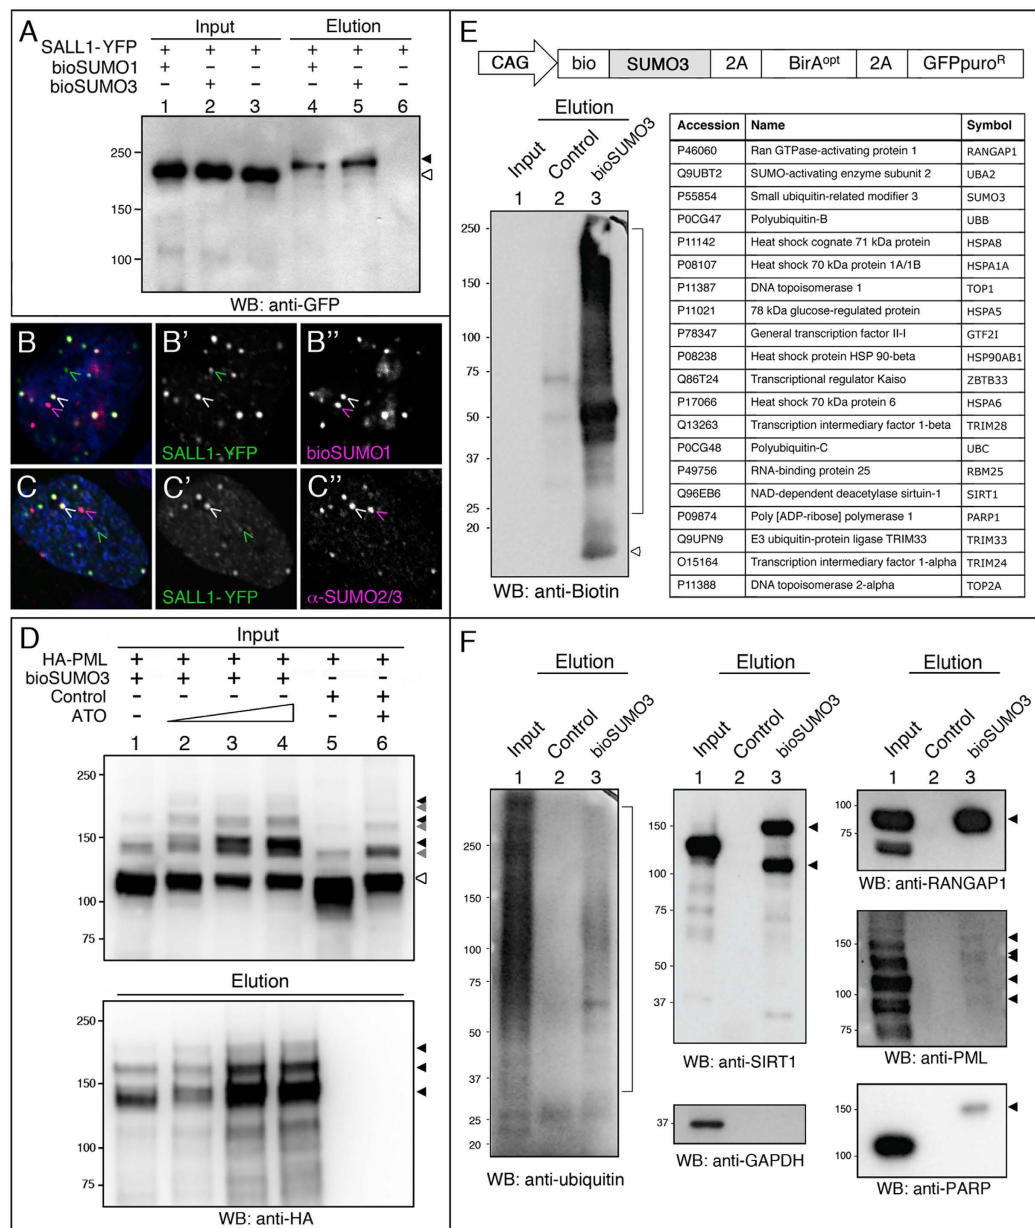 A
Input Elution
SALL1-YFP + + + + + +
bioSUMO1 + − − + − −
bioSUMO3 − + − − + −
1 2 3 4 5 6
250
150
100
WB: anti-GFP
B B' B''
SALL1-YFP bioSUMO1
C C' C''
SALL1-YFP α-SUMO2/3
D
Input
HA-PML + + + + + +
bioSUMO3 + + + + − −
Control − − − − + +
ATO − − +
1 2 3 4 5 6
250
150
100
75
Elution
250
150
100
75
WB: anti-HA
E
CAG bio SUMO3 2A BirAopt 2A GFPpuroR
Elution
Input Control bioSUMO3
1 2 3
250
150
100
75
50
37
25
20
WB: anti-Biotin
Accession Name Symbol
P46060 Ran GTPase-activating protein 1 RANGAP1
Q9UBT2 SUMO-activating enzyme subunit 2 UBA2
P55854 Small ubiquitin-related modifier 3 SUMO3
P0CG47 Polyubiquitin-B UBB
P11142 Heat shock cognate 71 kDa protein HSPA8
P08107 Heat shock 70 kDa protein 1A/1B HSPA1A
P11387 DNA topoisomerase 1 TOP1
P11021 78 kDa glucose-regulated protein HSPA5
P78347 General transcription factor II-I GTF2I
P08238 Heat shock protein HSP 90-beta HSP90AB1
Q86T24 Transcriptional regulator Kaiso ZBTB33
P17066 Heat shock 70 kDa protein 6 HSPA6
Q13263 Transcription intermediary factor 1-beta TRIM28
P0CG48 Polyubiquitin-C UBC
P49756 RNA-binding protein 25 RBM25
Q96EB6 NAD-dependent deacetylase sirtuin-1 SIRT1
P09874 Poly [ADP-ribose] polymerase 1 PARP1
Q9UPN9 E3 ubiquitin-protein ligase TRIM33 TRIM33
O15164 Transcription intermediary factor 1-alpha TRIM24
P11388 DNA topoisomerase 2-alpha TOP2A
F
Elution Elution Elution
Input Control bioSUMO3 Input Control bioSUMO3 Input Control bioSUMO3
1 2 3 1 2 3 1 2 3
250
150
100
75
50
37
25
20
WB: anti-ubiquitin
150
100
75
50
37
WB: anti-SIRT1
37
WB: anti-GAPDH
100
75
WB: anti-RANGAP1
150
100
75
WB: anti-PML
150
100
WB: anti-PARP